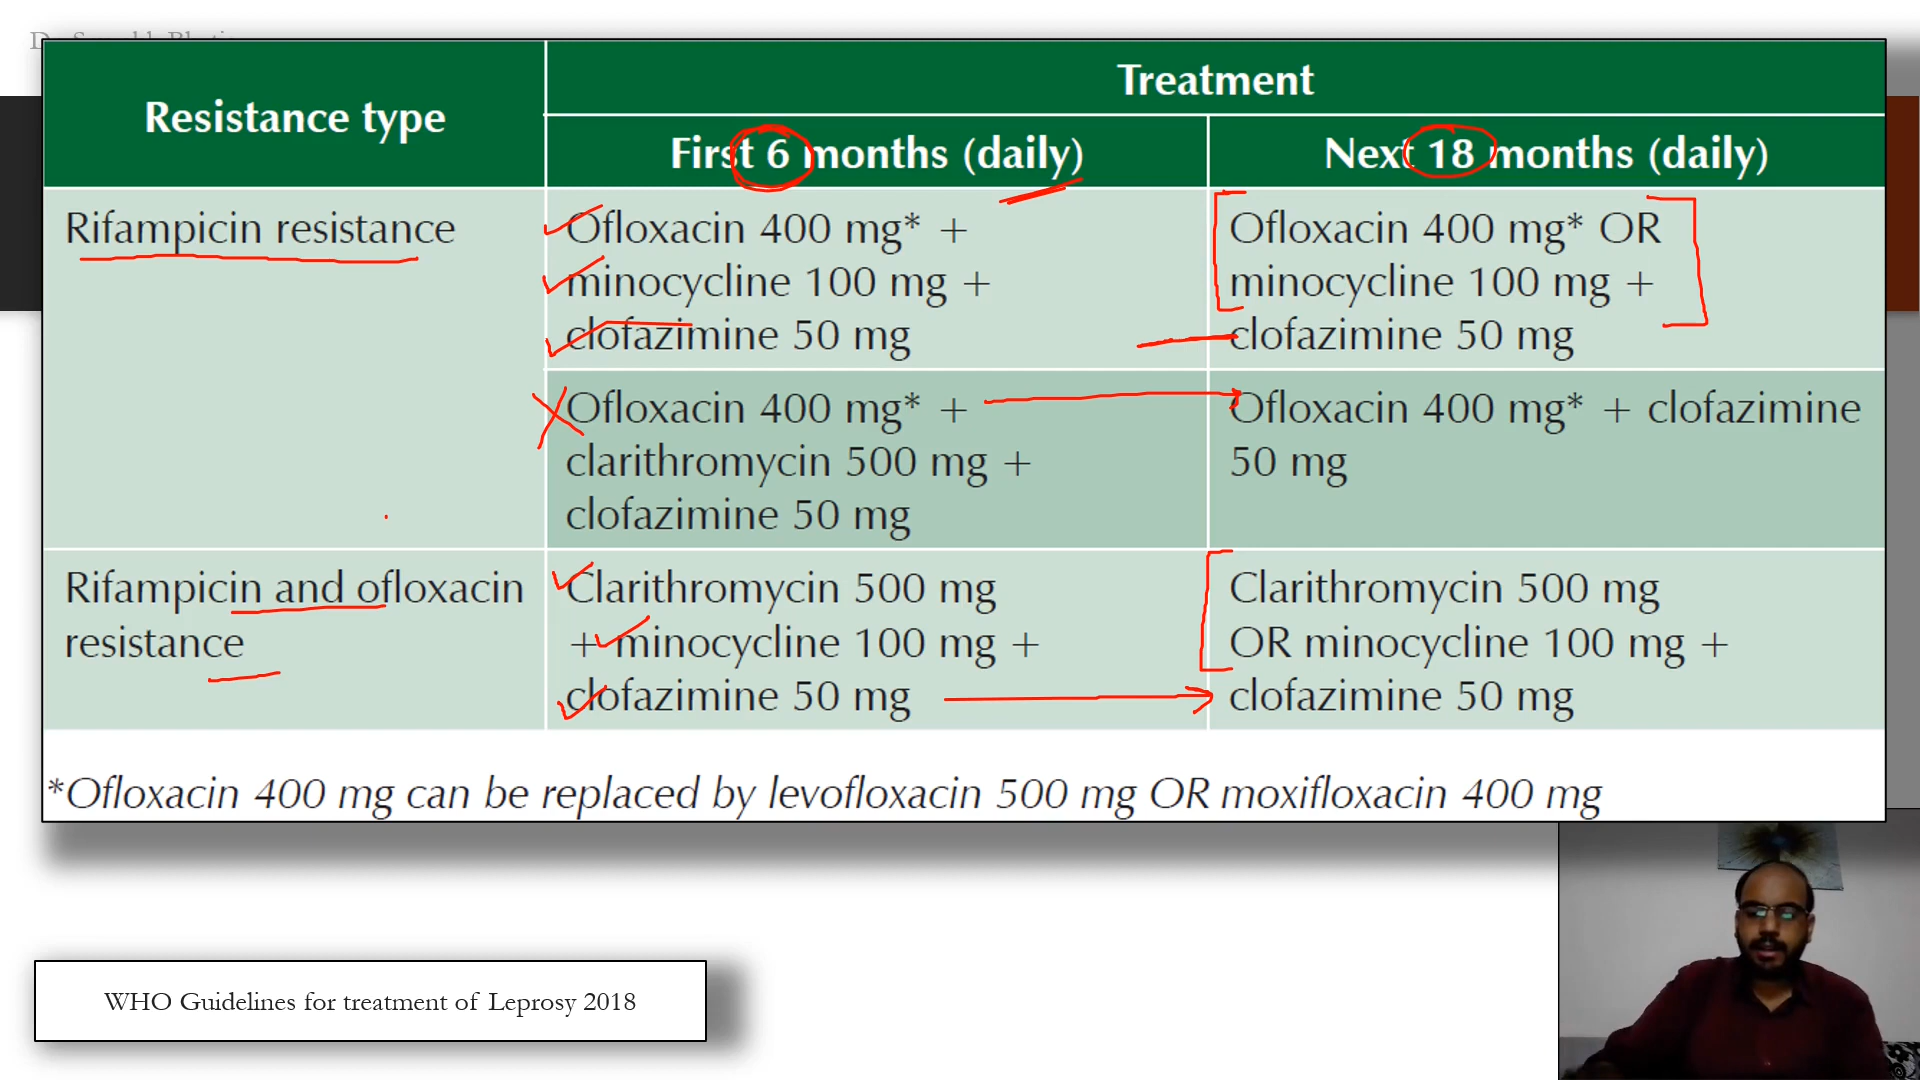 Treatment
Resistance type
First 6 months (daily)
Next 18 months (daily)
Rifampicin resistance
Ofloxacin 400 mg* +
minocycline 100 mg +
clofazimine 50 mg
Ofloxacin 400 mg* OR
minocycline 100 mg +
clofazimine 50 mg
Ofloxacin 400 mg* +
clarithromycin 500 mg +
clofazimine 50 mg
Ofloxacin 400 mg* + clofazimine
50 mg
Rifampicin and ofloxacin
resistance
Clarithromycin 500 mg
+ minocycline 100 mg +
clofazimine 50 mg
Clarithromycin 500 mg
OR minocycline 100 mg +
clofazimine 50 mg
*Ofloxacin 400 mg can be replaced by levofloxacin 500 mg OR moxifloxacin 400 mg
WHO Guidelines for treatment of Leprosy 2018